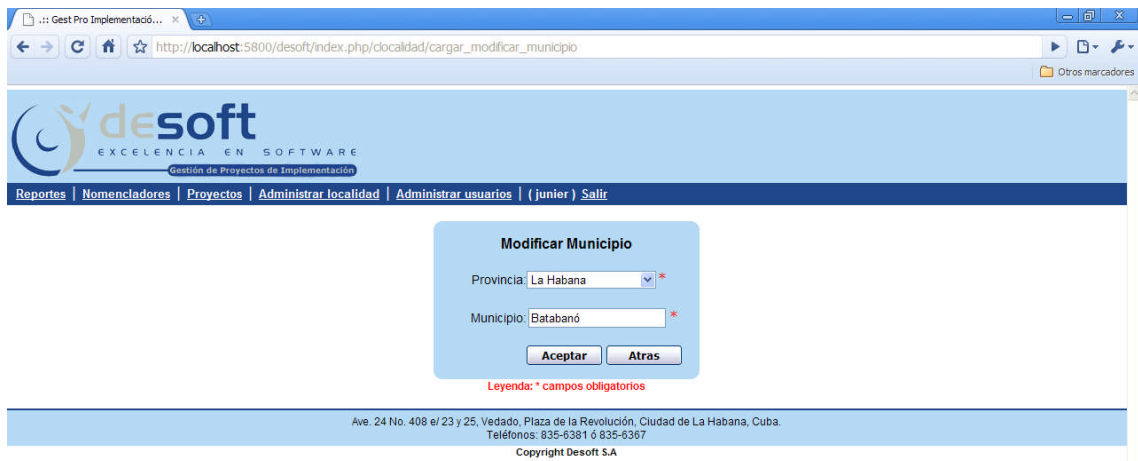 .:: Gest Pro Implementació...
http://localhost:5800/desoft/index.php/clocalidad/cargar_modificar_municipio
Otros marcadores
desoft
EXCELENCIA EN SOFTWARE
Gestión de Proyectos de Implementación
Reportes | Nomencladores | Proyectos | Administrar localidad | Administrar usuarios | ( junier ) Salir
Modificar Municipio
Provincia: La Habana *
Municipio: Batabanó *
Aceptar Atras
Leyenda: * campos obligatorios
Ave. 24 No. 408 e/ 23 y 25, Vedado, Plaza de la Revolución, Ciudad de La Habana, Cuba.
Teléfonos: 835-6381 ó 835-6367
Copyright Desoft S.A